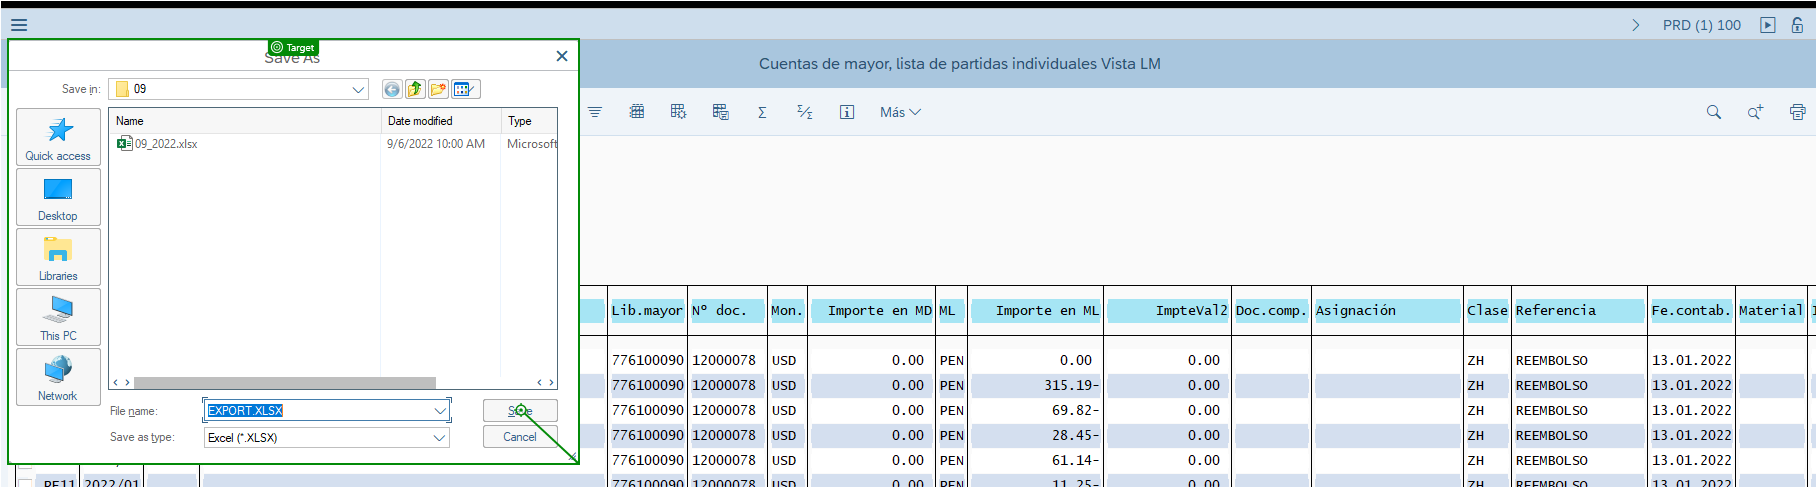 PRD (1) 100
Target
Save As
Cuentas de mayor, lista de partidas individuales Vista LM
Save in: 09
Más
Name Date modified Type
09_2022.xlsx 9/6/2022 10:00 AM Microsoft
Quick access
Desktop
Libraries
This PC
Network
File name: EXPORT.XLSX Save
Save as type: Excel (*.XLSX) Cancel
Lib.mayor Nº doc. Mon. Importe en MD ML Importe en ML ImpteVal2 Doc.comp. Asignación Clase Referencia Fe.contab. Material
776100090 12000078 USD 0.00 PEN 0.00 0.00 ZH REEMBOLSO 13.01.2022
776100090 12000078 USD 0.00 PEN 315.19- 0.00 ZH REEMBOLSO 13.01.2022
776100090 12000078 USD 0.00 PEN 69.82- 0.00 ZH REEMBOLSO 13.01.2022
776100090 12000078 USD 0.00 PEN 28.45- 0.00 ZH REEMBOLSO 13.01.2022
776100090 12000078 USD 0.00 PEN 61.14- 0.00 ZH REEMBOLSO 13.01.2022
PE11 2022/01 776100090 12000078 USD 0.00 PEN 11.25- 0.00 ZH REEMBOLSO 13.01.2022